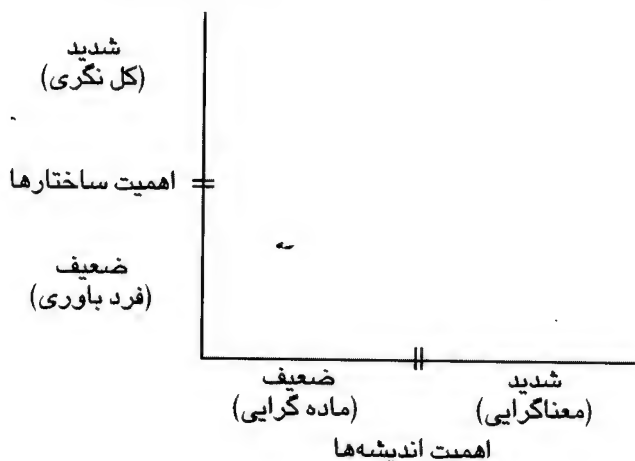 شدید
(کل نگری)
اهمیت ساختارها
ضعیف
(فرد باوری)
ضعیف
(ماده گرایی)
شدید
(معناگرایی)
اهمیت اندیشه‌ها